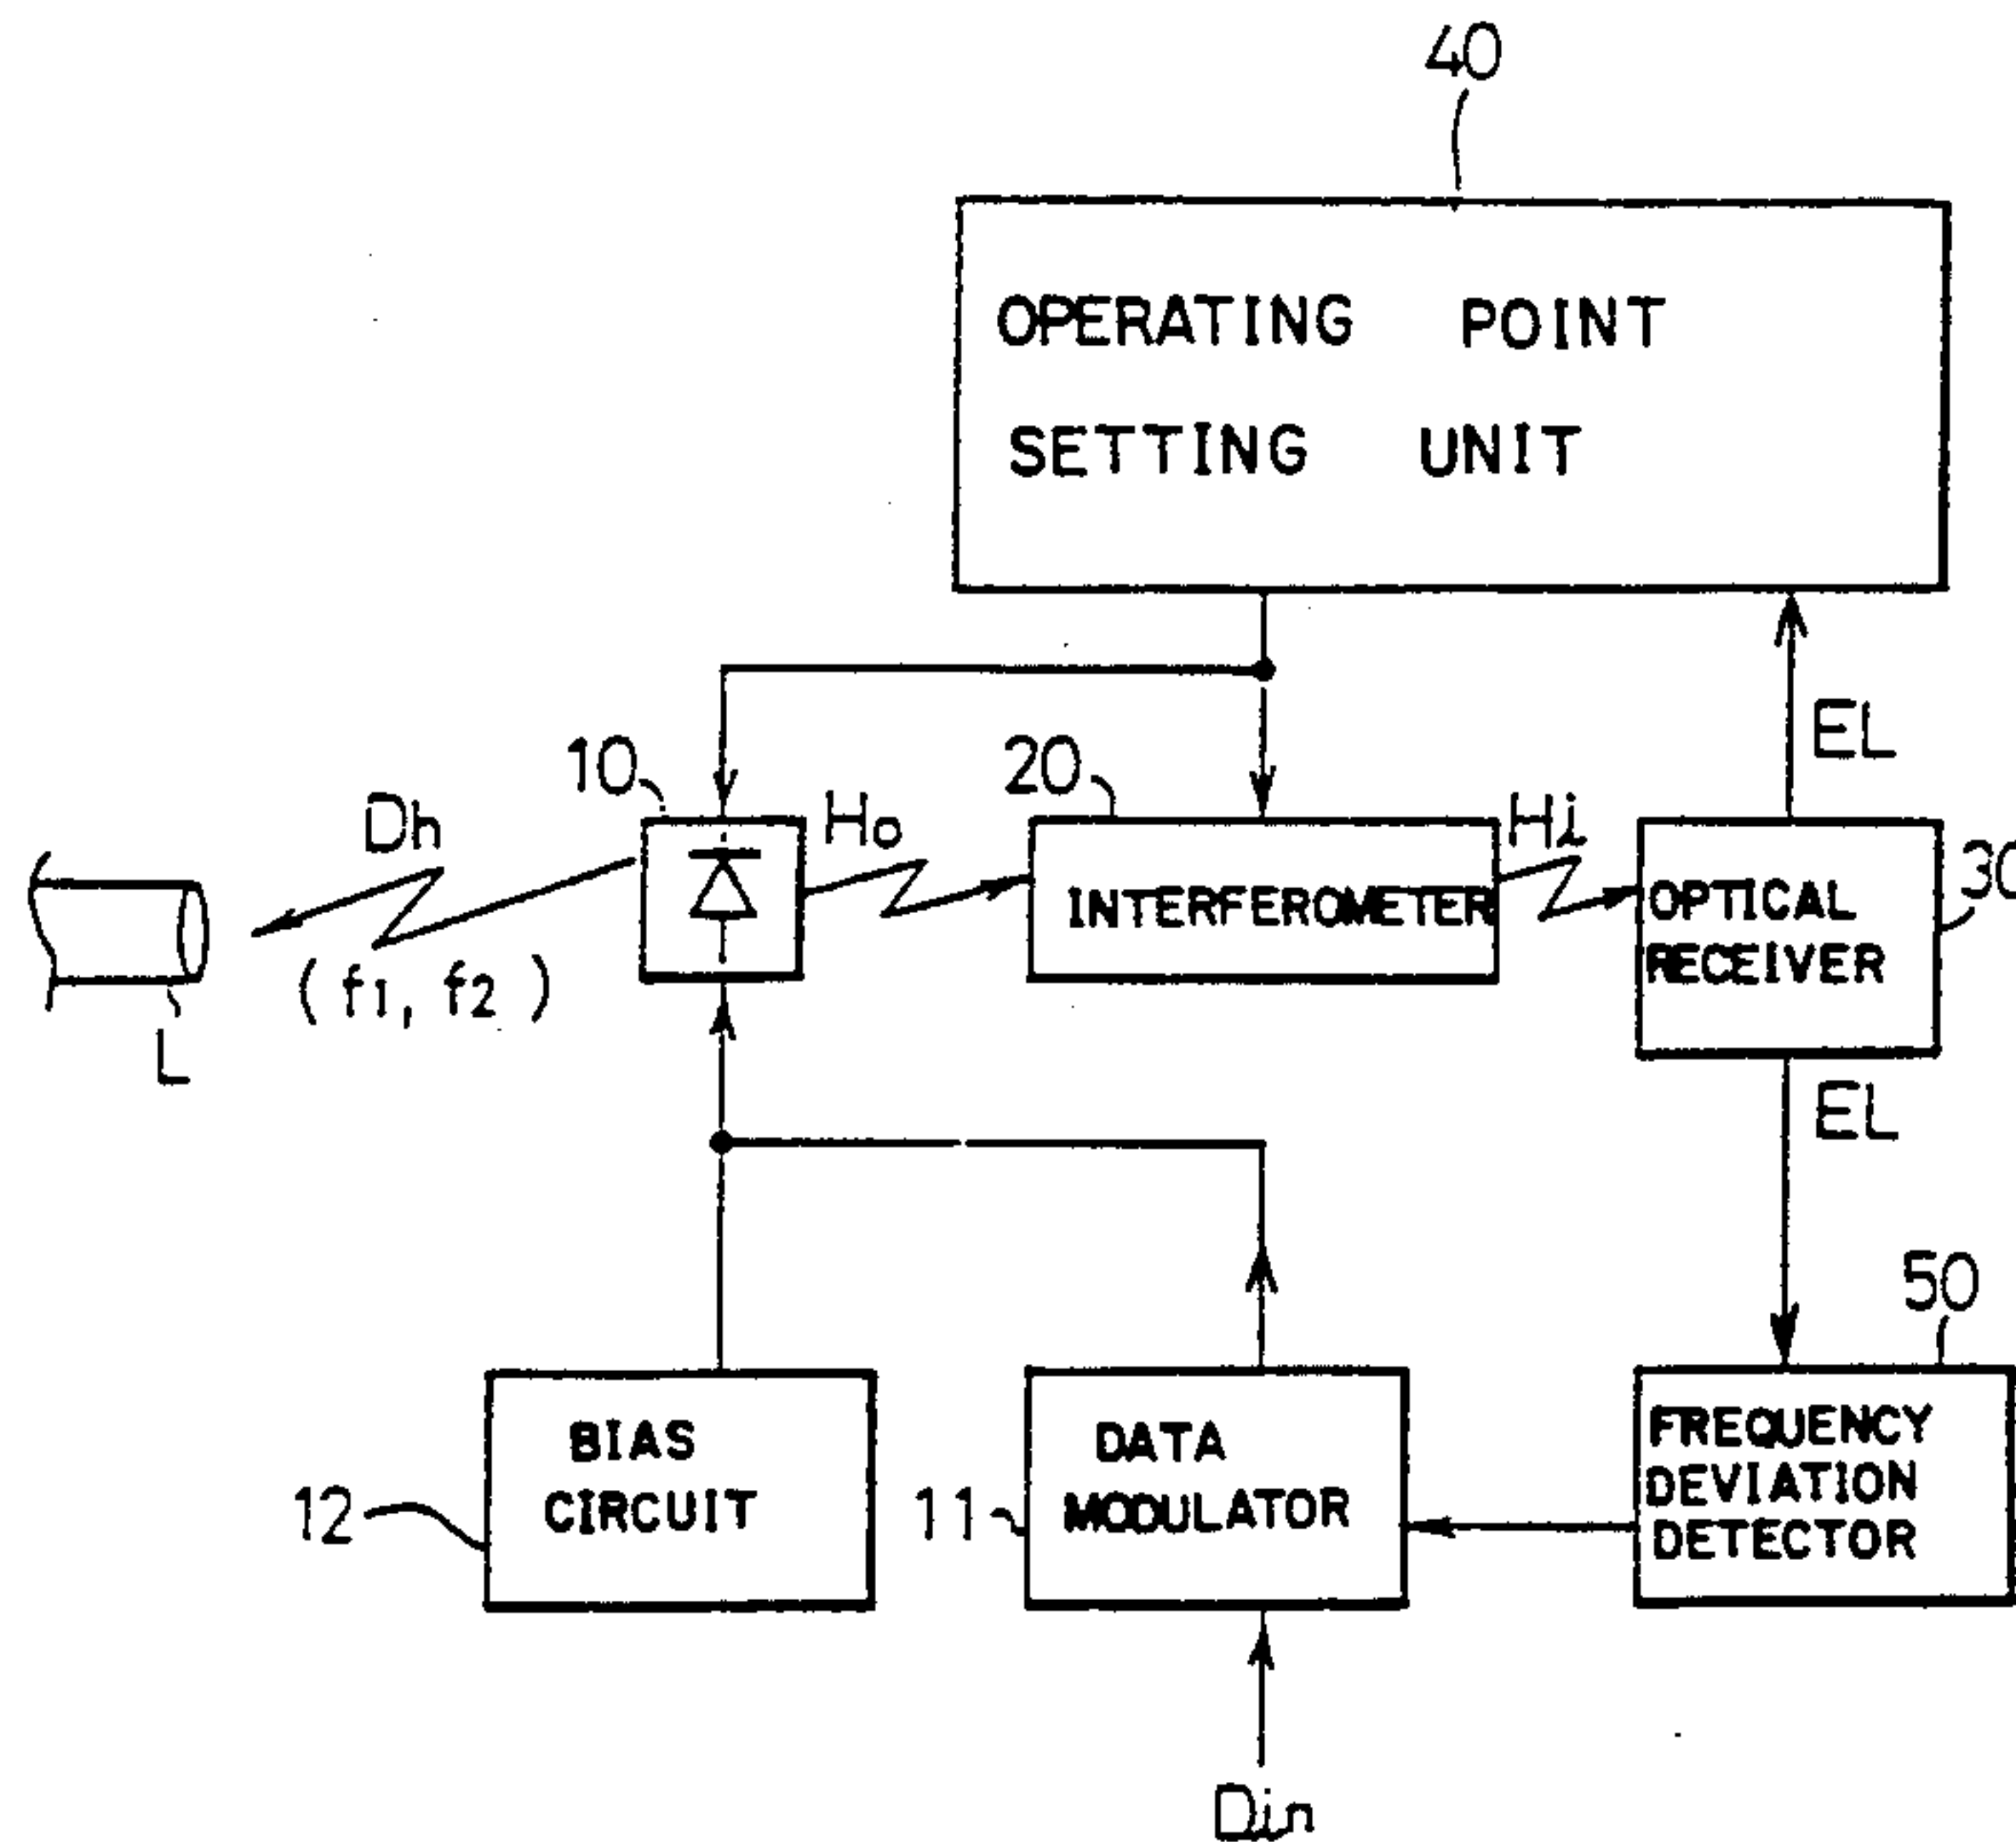 40
OPERATING POINT
SETTING UNIT
EL
10
20
Dh
Ho
Hi
30
INTERFEROMETER
OPTICAL
RECEIVER
(f1, f2)
L
EL
50
BIAS
CIRCUIT
12
DATA
MODULATOR
11
FREQUENCY
DEVIATION
DETECTOR
Din